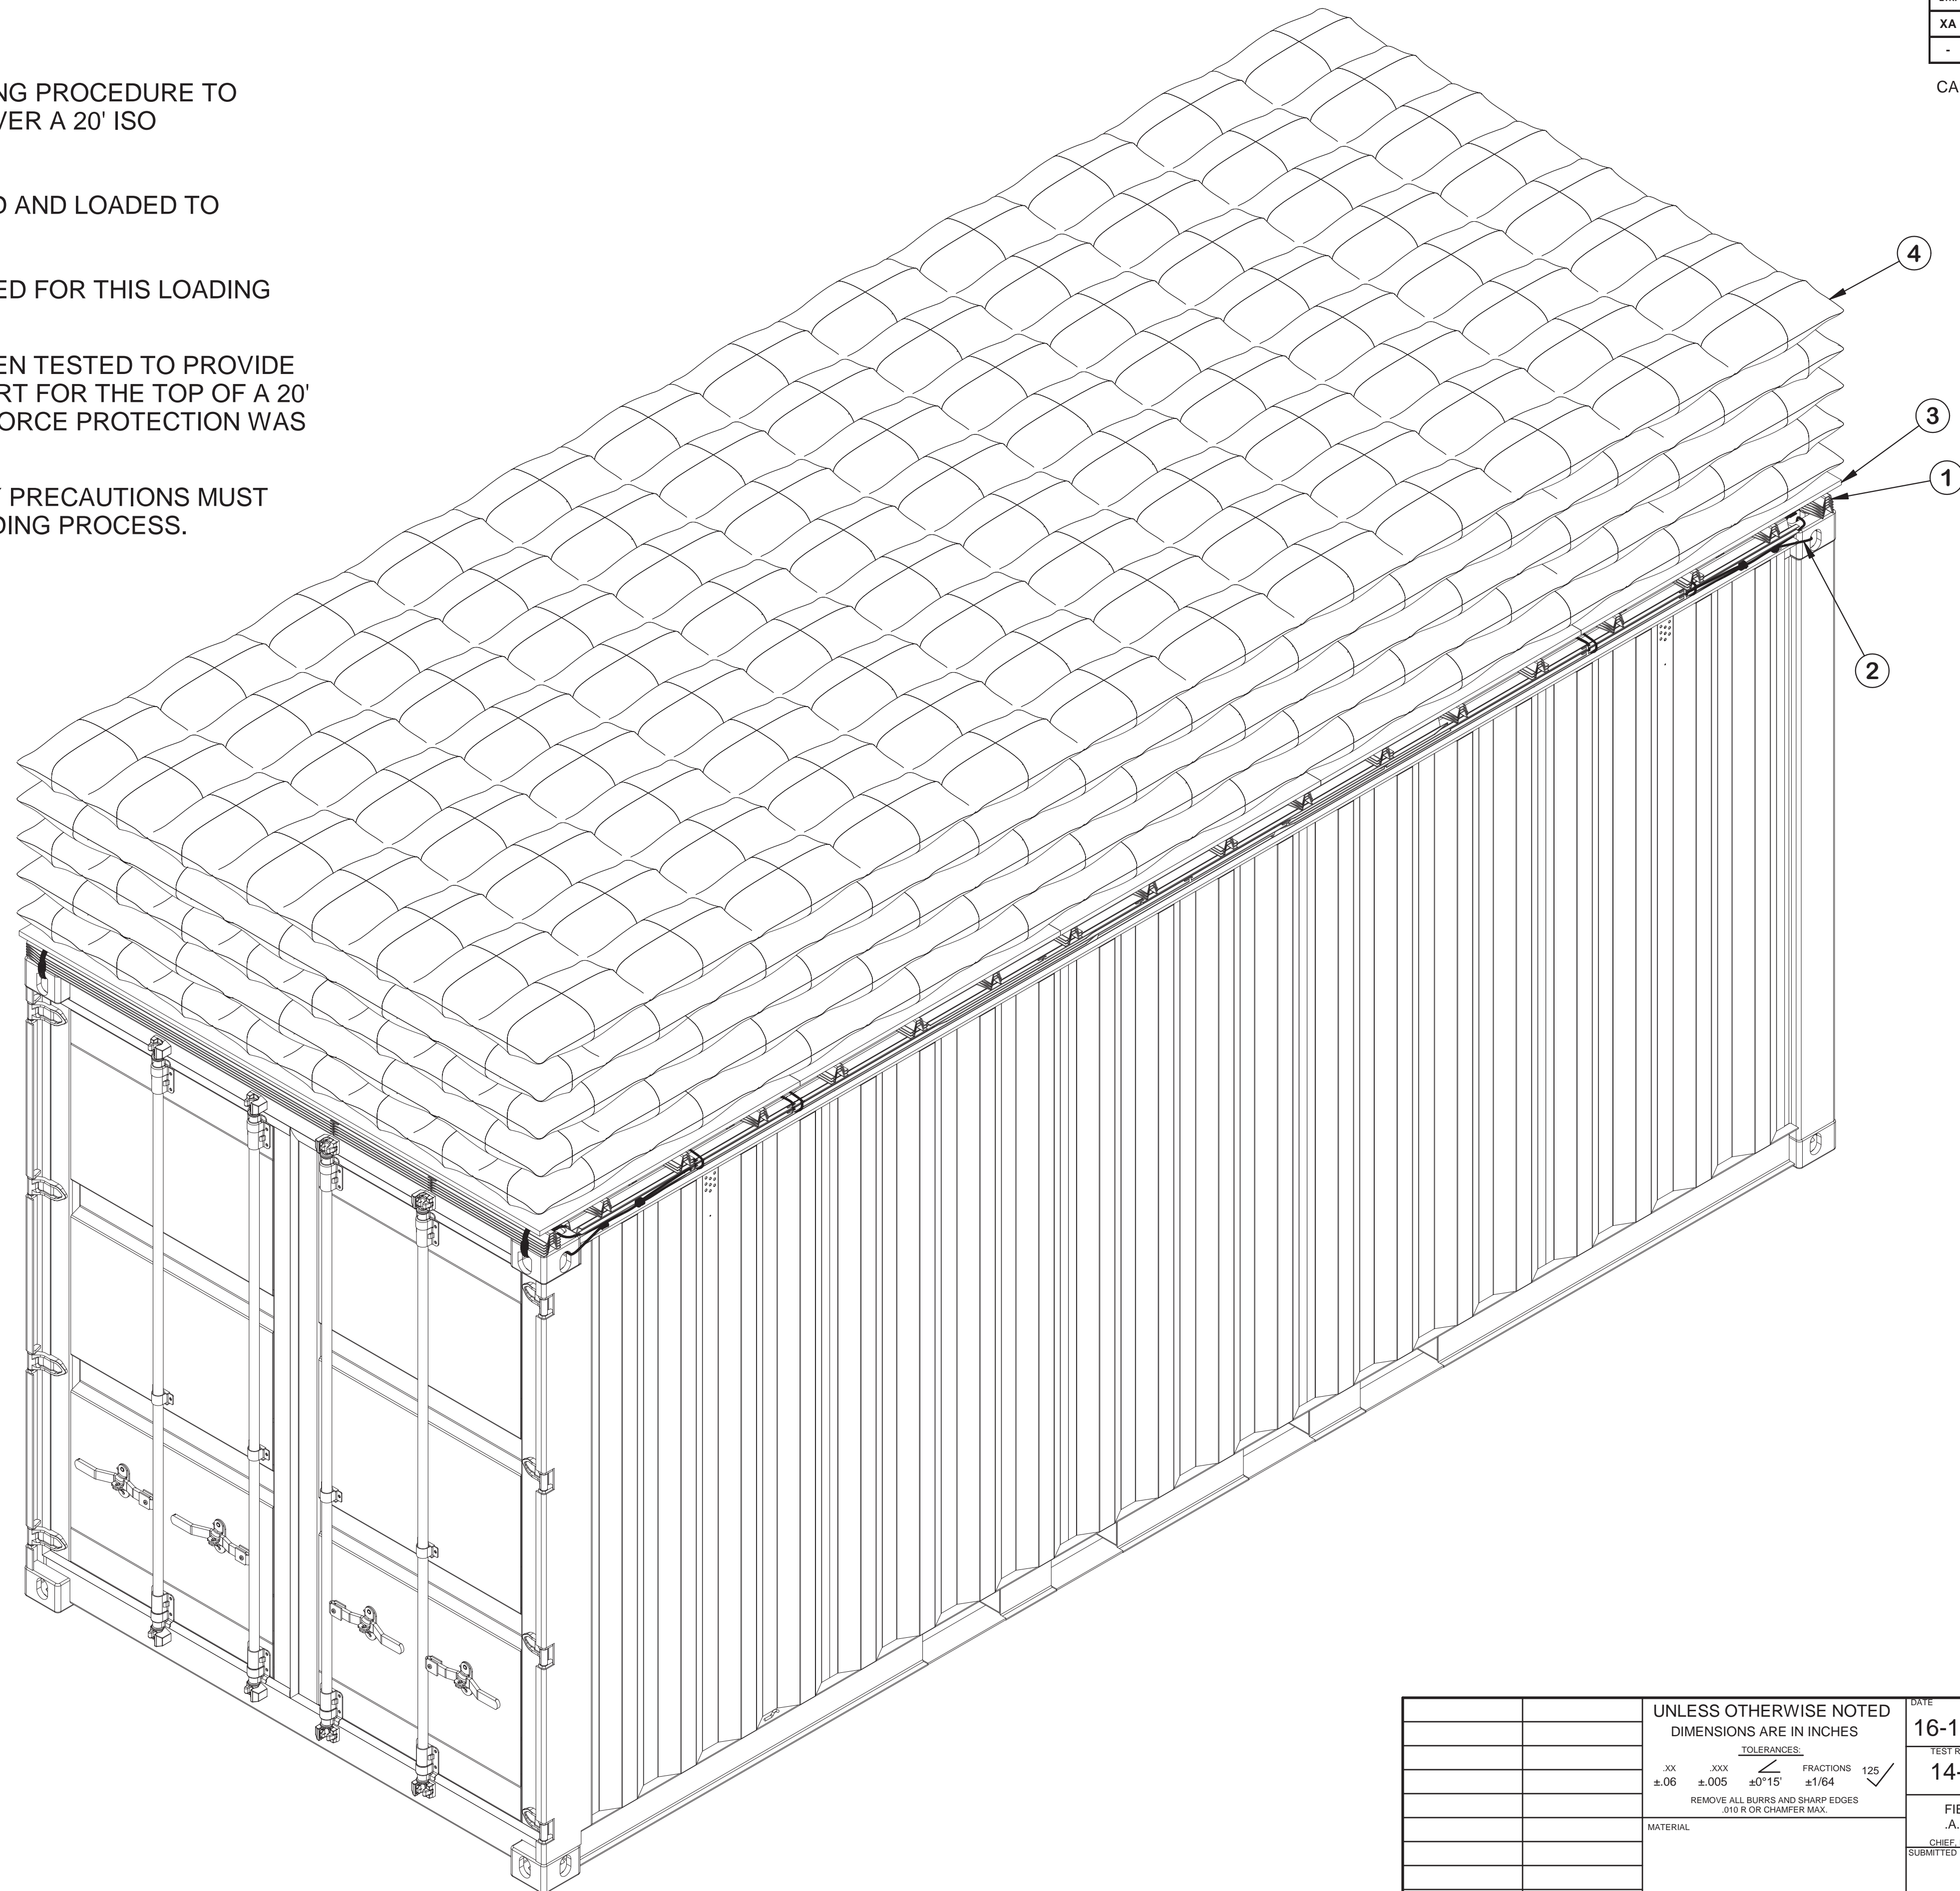 NG PROCEDURE TO
VER A 20' ISO
D AND LOADED TO
ED FOR THIS LOADING
EN TESTED TO PROVIDE
RT FOR THE TOP OF A 20'
FORCE PROTECTION WAS
Y PRECAUTIONS MUST
DING PROCESS.
XA
-
CA
4
3
1
2
UNLESS OTHERWISE NOTED
DIMENSIONS ARE IN INCHES
TOLERANCES:
.XX .XXX FRACTIONS 125
±.06 ±.005 ±0°15' ±1/64
REMOVE ALL BURRS AND SHARP EDGES
.010 R OR CHAMFER MAX.
MATERIAL
DATE
16-1
TEST R
14-
FIE
.A.
CHIEF,
SUBMITTED